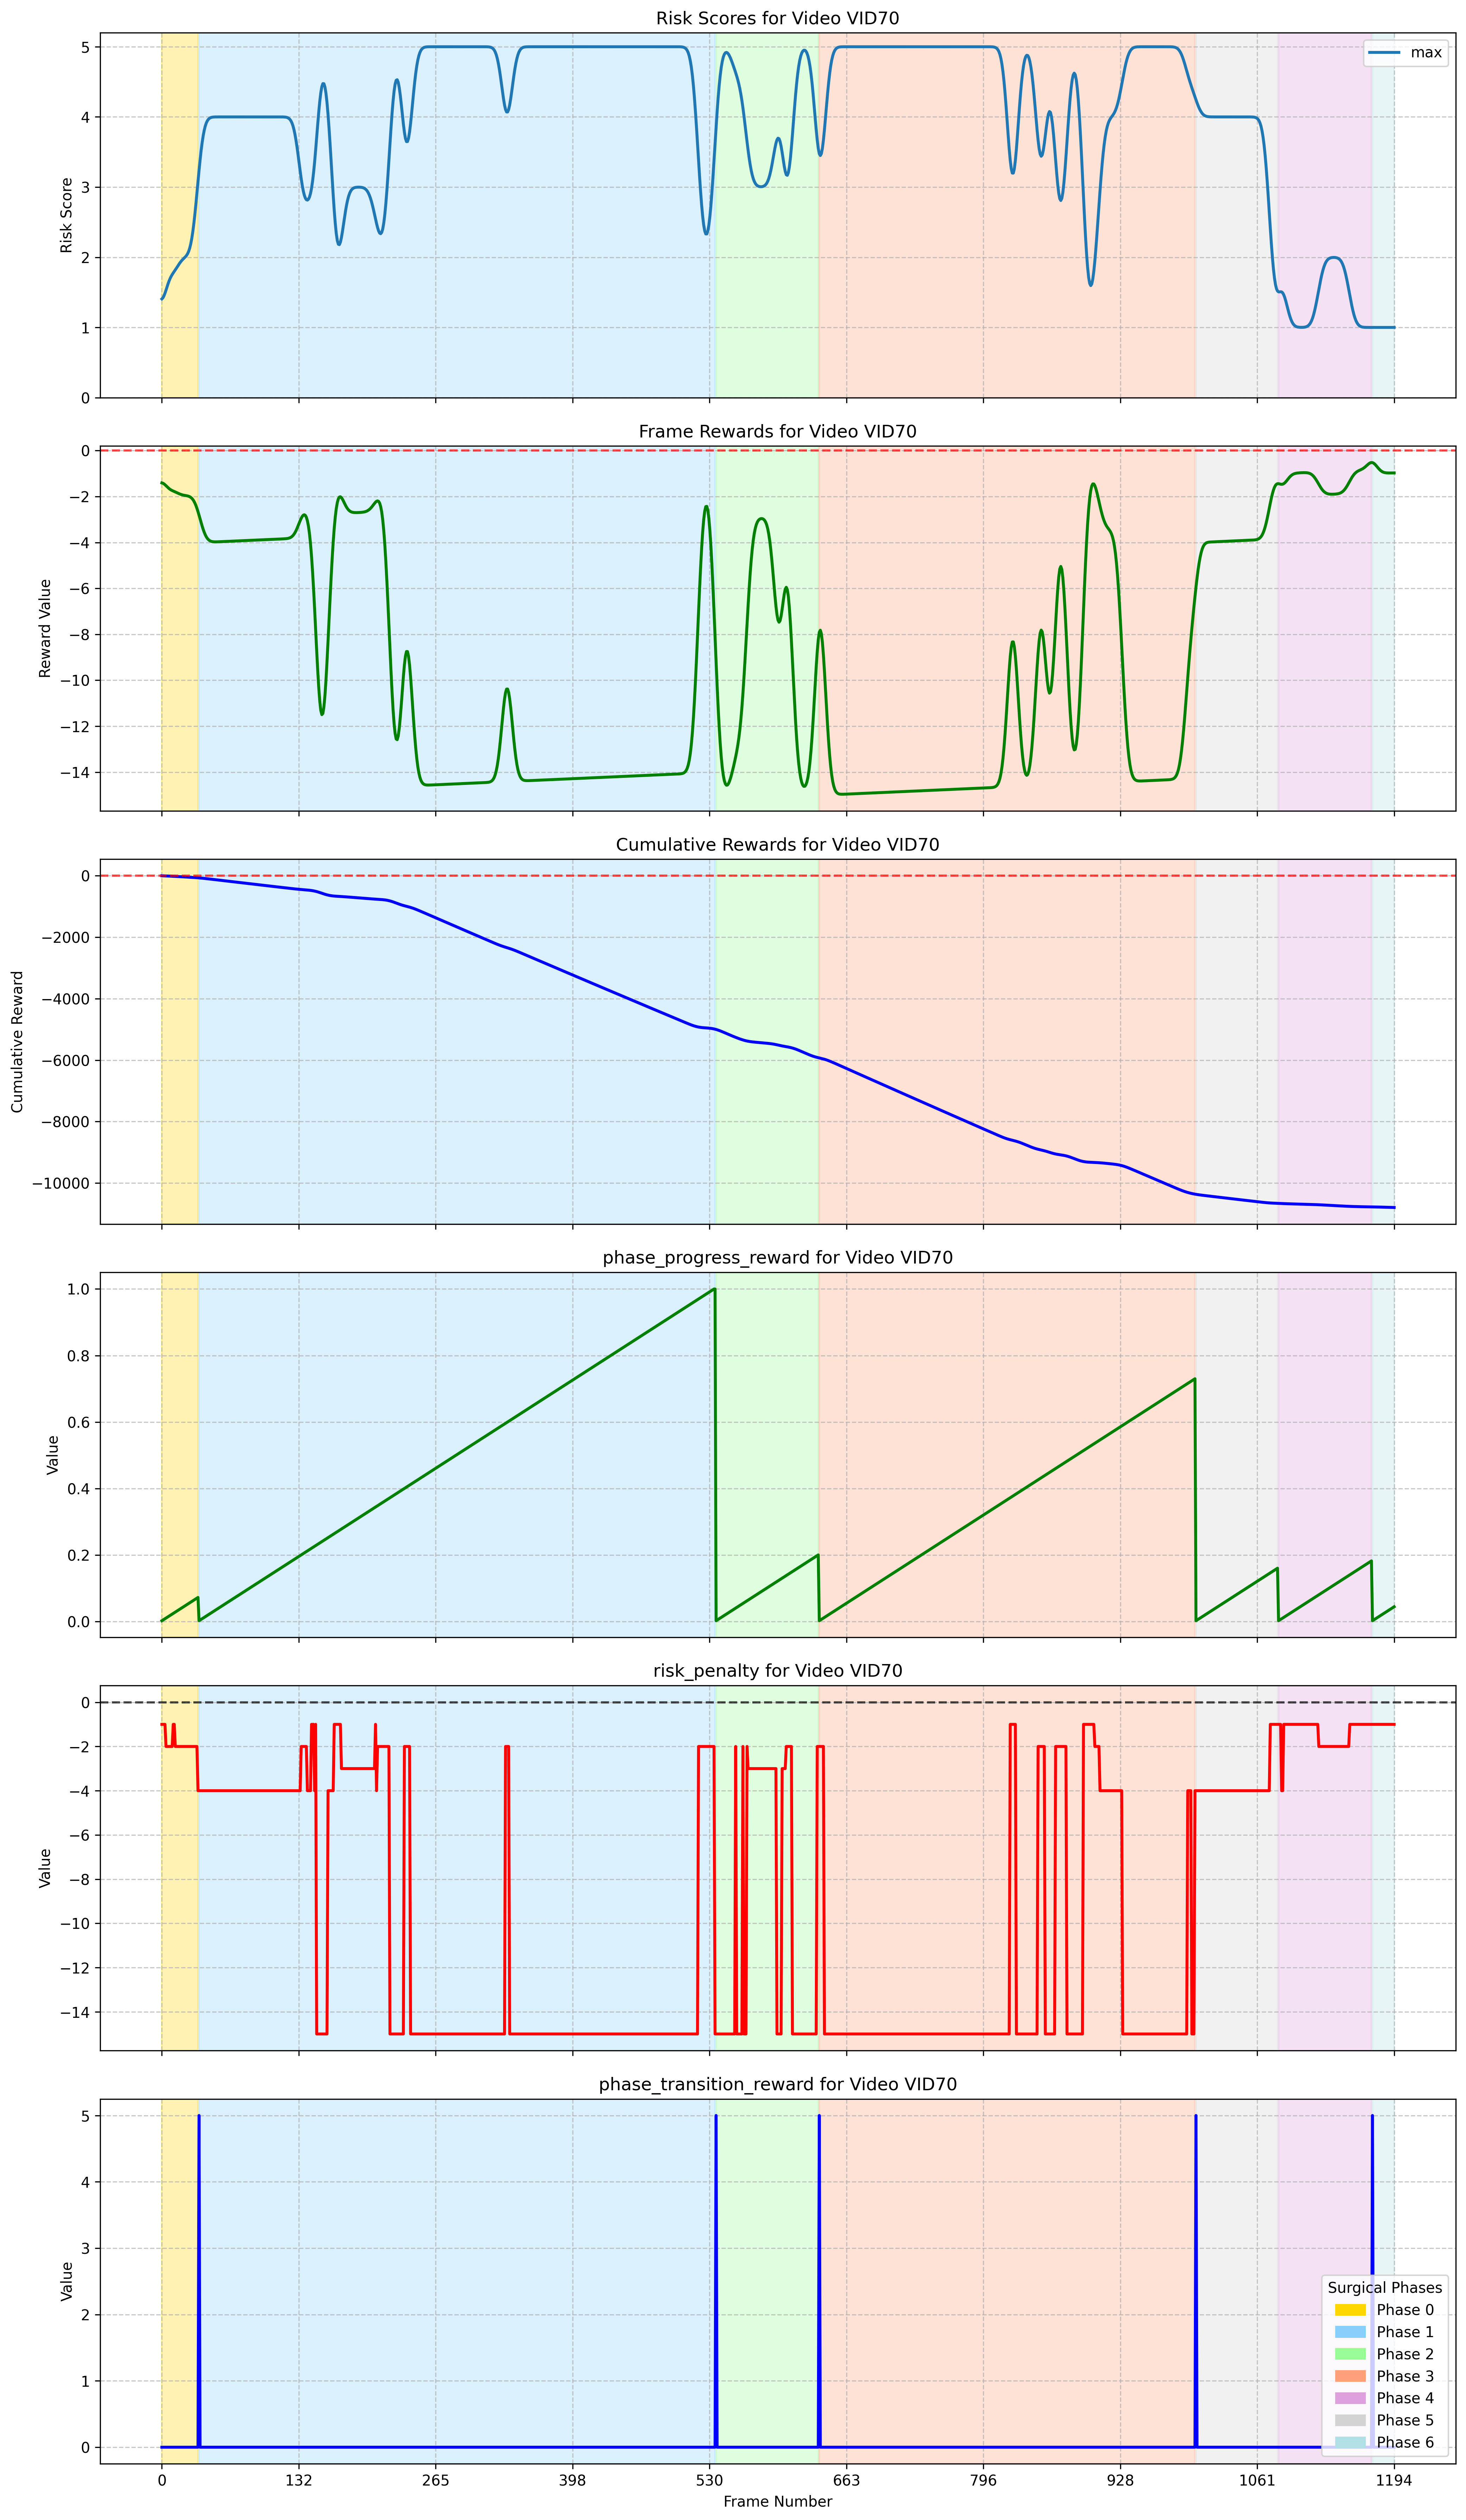 Risk Scores for Video VID70
max
5
4
3
2
1
0
Risk Score
Frame Rewards for Video VID70
0
−2
−4
−6
−8
−10
−12
−14
Reward Value
Cumulative Rewards for Video VID70
0
−2000
−4000
−6000
−8000
−10000
Cumulative Reward
phase_progress_reward for Video VID70
1.0
0.8
0.6
0.4
0.2
0.0
Value
risk_penalty for Video VID70
0
−2
−4
−6
−8
−10
−12
−14
Value
phase_transition_reward for Video VID70
5
4
3
2
1
0
Value
Surgical Phases
Phase 0
Phase 1
Phase 2
Phase 3
Phase 4
Phase 5
Phase 6
0 132 265 398 530 663 796 928 1061 1194
Frame Number